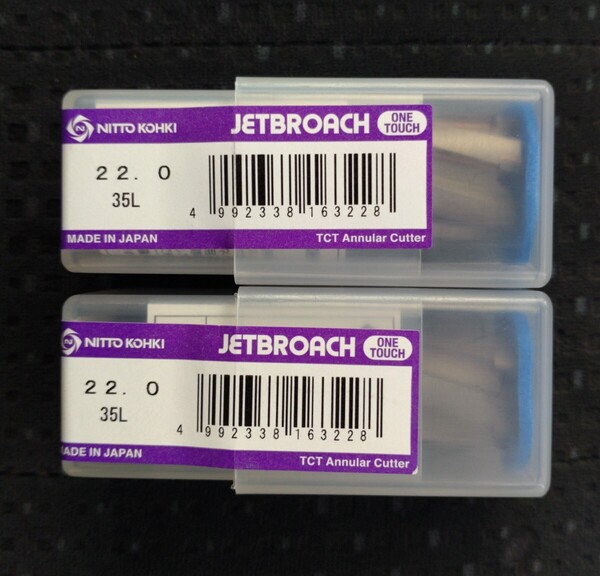 NITTO KOHKI JETBROACH ONE TOUCH
22.0
35L
4 992338 163228
MADE IN JAPAN TCT Annular Cutter
NITTO KOHKI JETBROACH ONE TOUCH
22.0
35L
4 992338 163228
MADE IN JAPAN TCT Annular Cutter